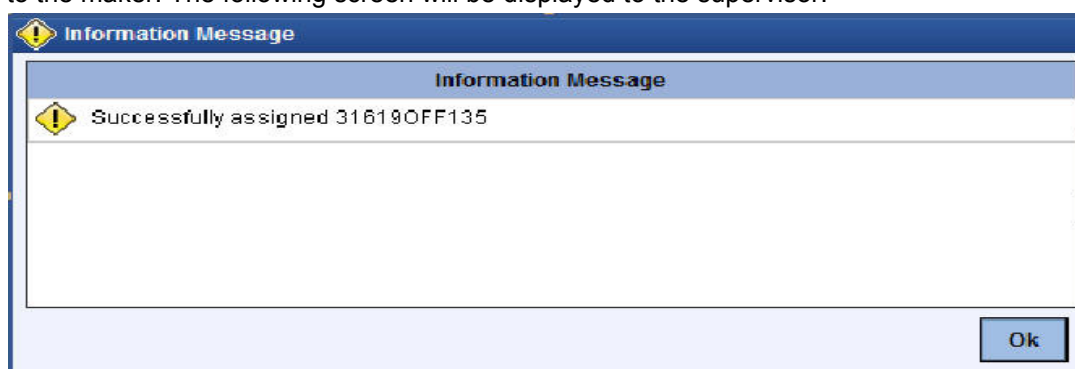 to the maker. The following screen will be displayed to the supervisor.
Information Message
Information Message
Successfully assigned 31619OFF135
Ok